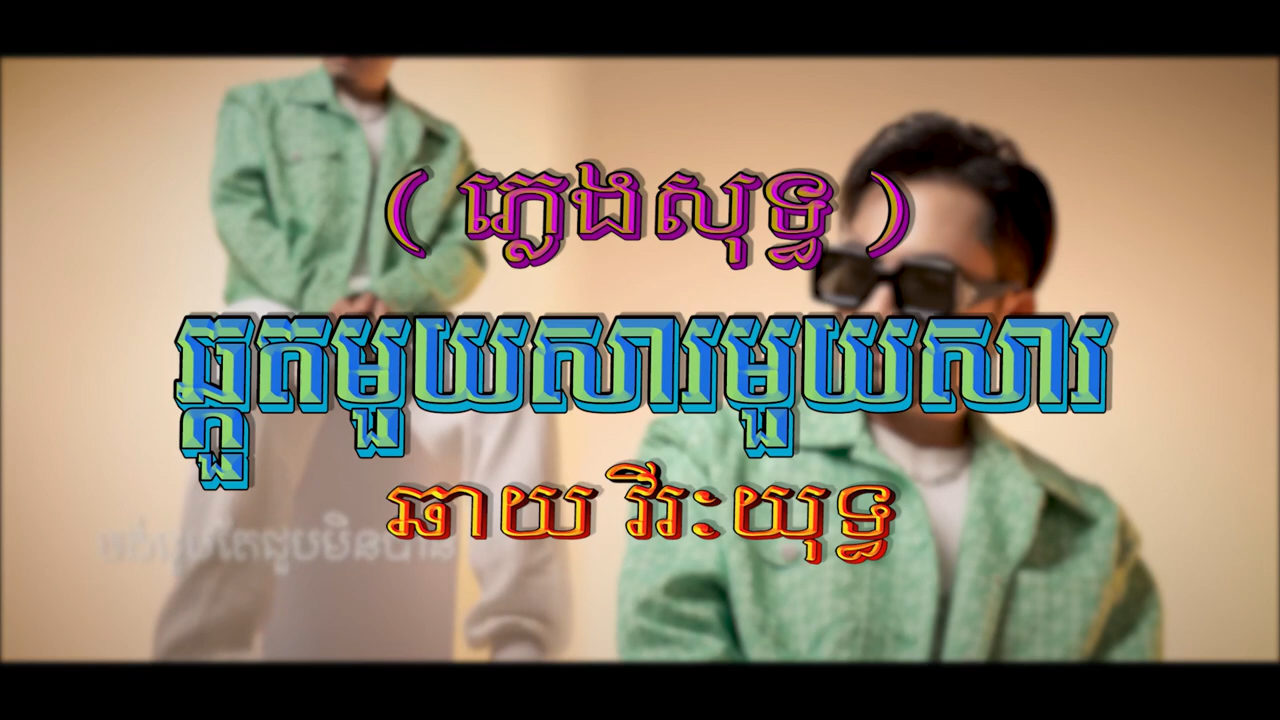 ( ភ្លេងសុទ្ធ )
ឆ្កួតមួយសារមួយសារ
ឆាយ វីរៈយុទ្ធ